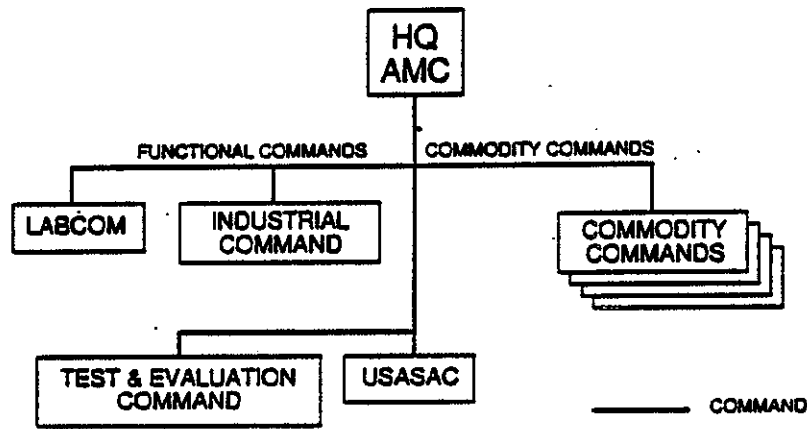 HQ
AMC
FUNCTIONAL COMMANDS
COMMODITY COMMANDS
LABCOM
INDUSTRIAL
COMMAND
COMMODITY
COMMANDS
TEST & EVALUATION
COMMAND
USASAC
COMMAND